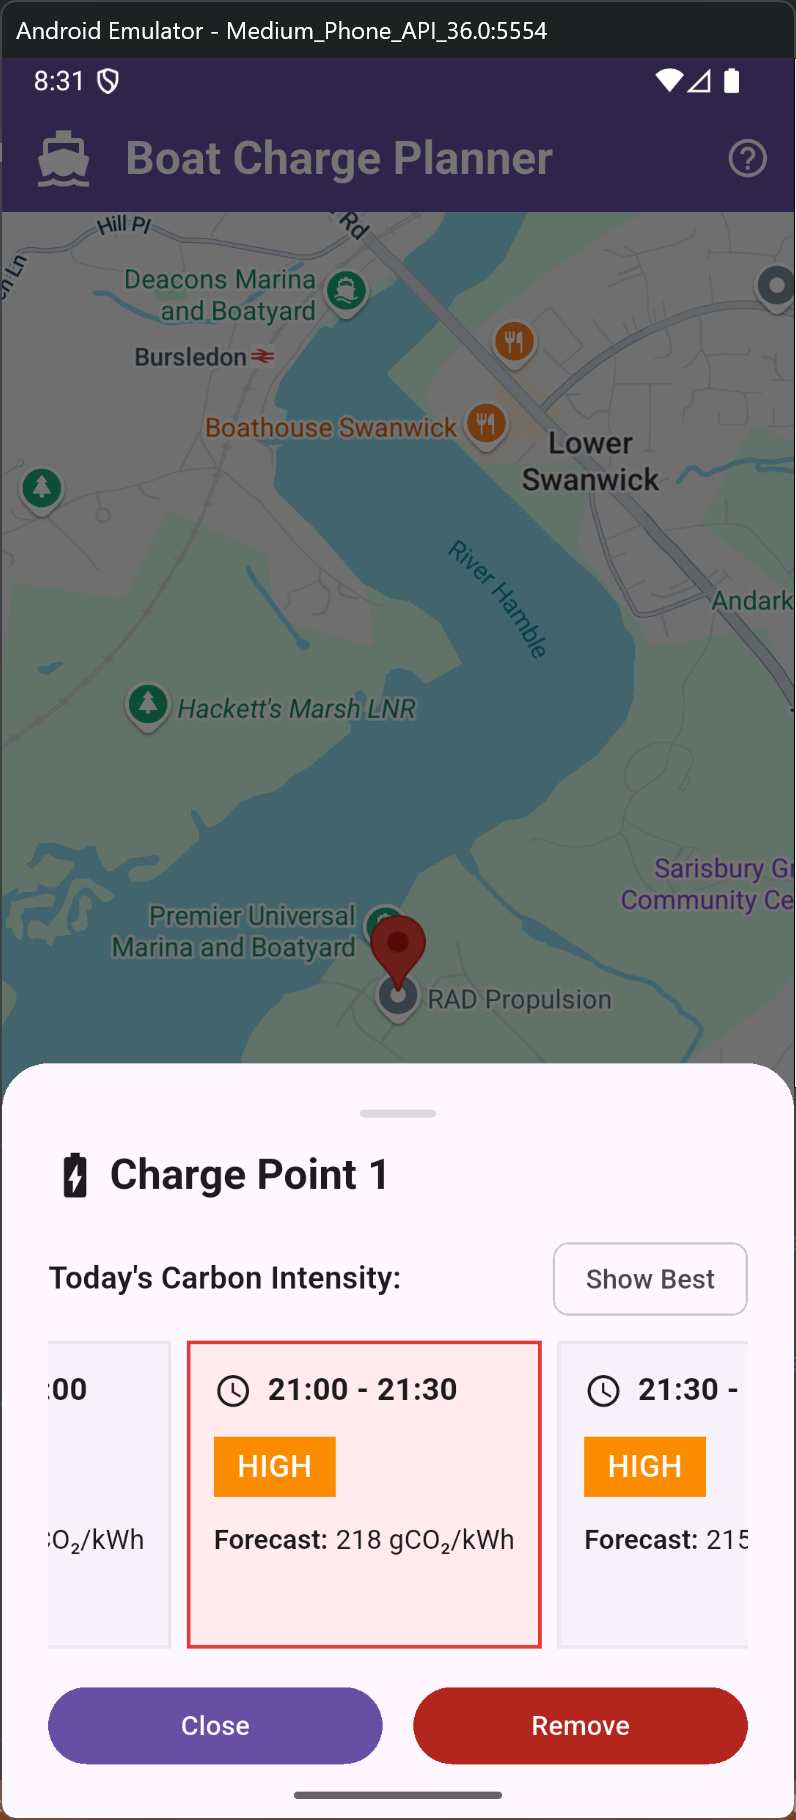 Android Emulator - Medium_Phone_API_36.0:5554
8:31
Boat Charge Planner
Hill Pl
Rd
n Ln
Deacons Marina
and Boatyard
Bursledon
Boathouse Swanwick
Lower
Swanwick
River Hamble
Andark
Hackett's Marsh LNR
Sarisbury Gr
Community Ce
Premier Universal
Marina and Boatyard
RAD Propulsion
Charge Point 1
Today's Carbon Intensity:
Show Best
:00
21:00 - 21:30
21:30 -
HIGH
HIGH
CO₂/kWh
Forecast: 218 gCO₂/kWh
Forecast: 215
Close
Remove